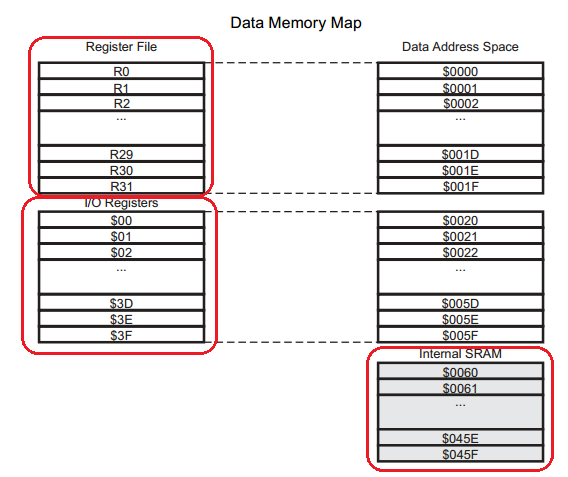 Data Memory Map
Register File
Data Address Space
R0
$0000
R1
$0001
R2
$0002
...
...
R29
$001D
R30
$001E
R31
$001F
I/O Registers
$00
$0020
$01
$0021
$02
$0022
...
...
$3D
$005D
$3E
$005E
$3F
$005F
Internal SRAM
$0060
$0061
...
$045E
$045F